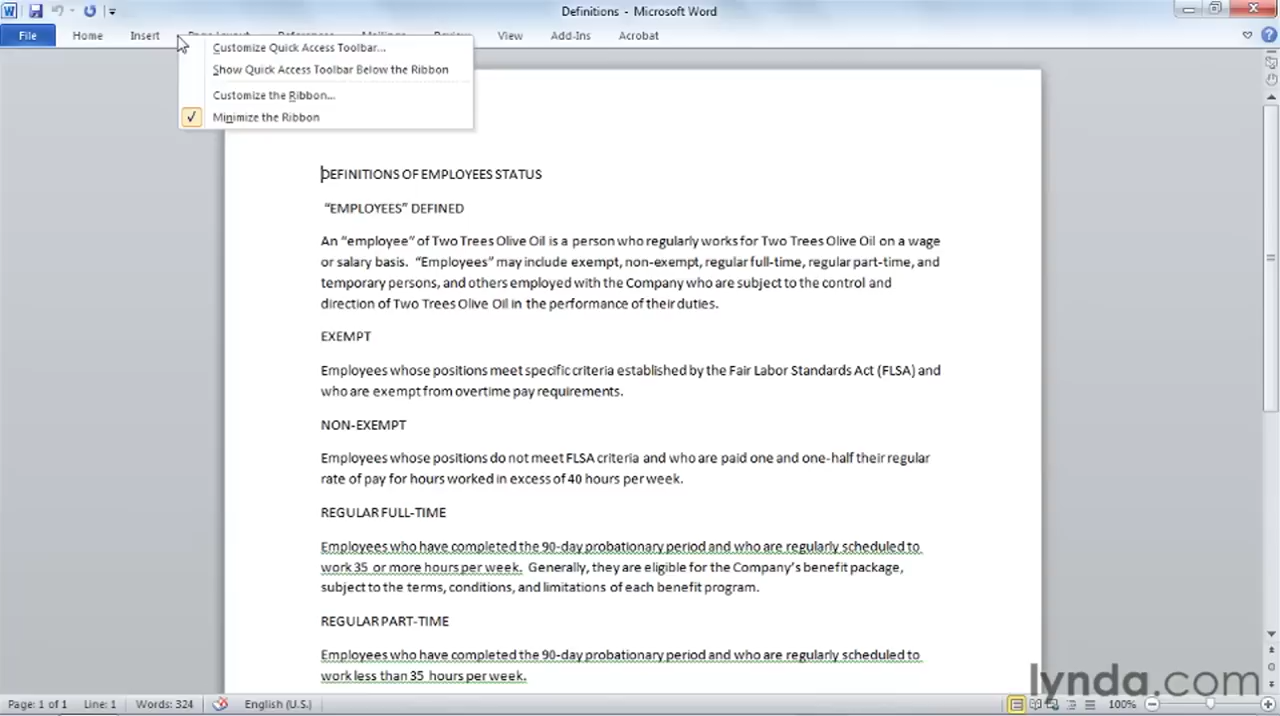 Definitions - Microsoft Word
File Home Insert Page Layout References Mailings Review View Add-Ins Acrobat
Customize Quick Access Toolbar...
Show Quick Access Toolbar Below the Ribbon
Customize the Ribbon...
Minimize the Ribbon
DEFINITIONS OF EMPLOYEES STATUS
“EMPLOYEES” DEFINED
An “employee” of Two Trees Olive Oil is a person who regularly works for Two Trees Olive Oil on a wage
or salary basis. “Employees” may include exempt, non-exempt, regular full-time, regular part-time, and
temporary persons, and others employed with the Company who are subject to the control and
direction of Two Trees Olive Oil in the performance of their duties.
EXEMPT
Employees whose positions meet specific criteria established by the Fair Labor Standards Act (FLSA) and
who are exempt from overtime pay requirements.
NON-EXEMPT
Employees whose positions do not meet FLSA criteria and who are paid one and one-half their regular
rate of pay for hours worked in excess of 40 hours per week.
REGULAR FULL-TIME
Employees who have completed the 90-day probationary period and who are regularly scheduled to
work 35 or more hours per week. Generally, they are eligible for the Company’s benefit package,
subject to the terms, conditions, and limitations of each benefit program.
REGULAR PART-TIME
Employees who have completed the 90-day probationary period and who are regularly scheduled to
work less than 35 hours per week.
lynda.com
Page: 1 of 1 Line: 1 Words: 324 English (U.S.) 100%